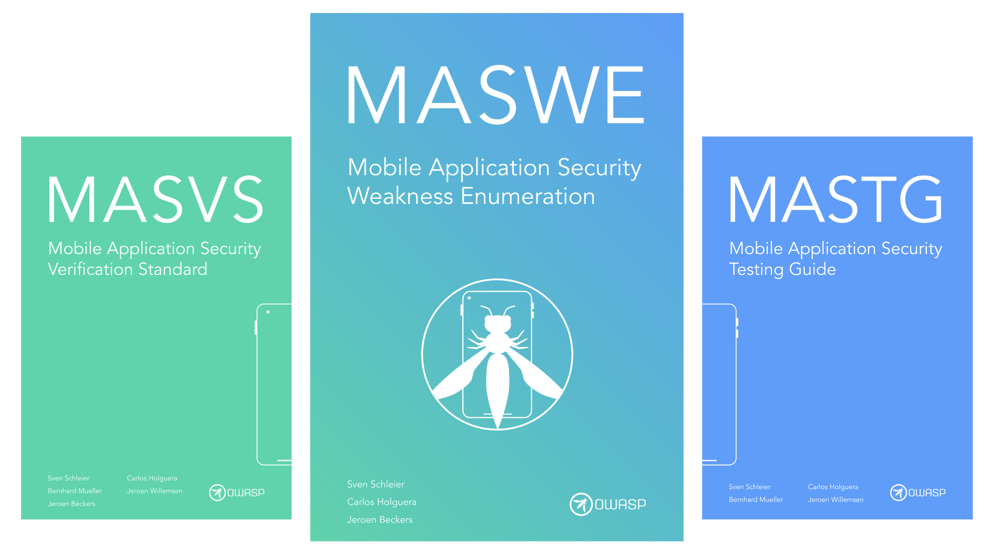 MASVS
Mobile Application Security
Verification Standard
Sven Schleier
Bernhard Mueller
Jeroen Beckers
Carlos Holguera
Jeroen Willemsen
OWASP
MASWE
Mobile Application Security
Weakness Enumeration
Sven Schleier
Carlos Holguera
Jeroen Beckers
OWASP
MASTG
Mobile Application Security
Testing Guide
Sven Schleier
Bernhard Mueller
Carlos Holguera
Jeroen Willemsen
OWASP